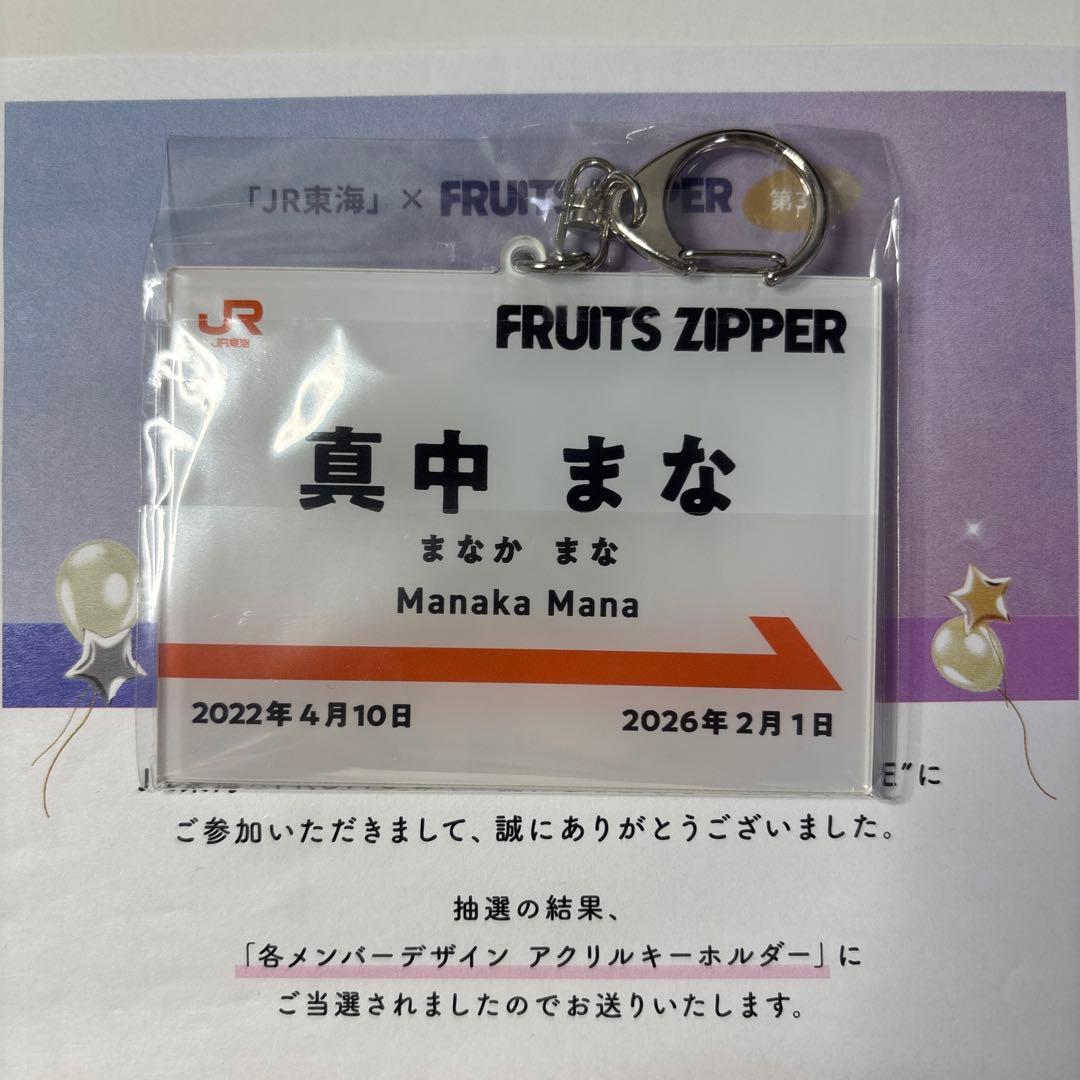 「JR東海」× FRUITS ZIPPER 第3
JR
JR東海
FRUITS ZIPPER
真中 まな
まなか まな
Manaka Mana
2022年4月10日
2026年2月1日
E”に
ご参加いただきまして、誠にありがとうございました。
抽選の結果、
「各メンバーデザイン アクリルキーホルダー」に
ご当選されましたのでお送りいたします。